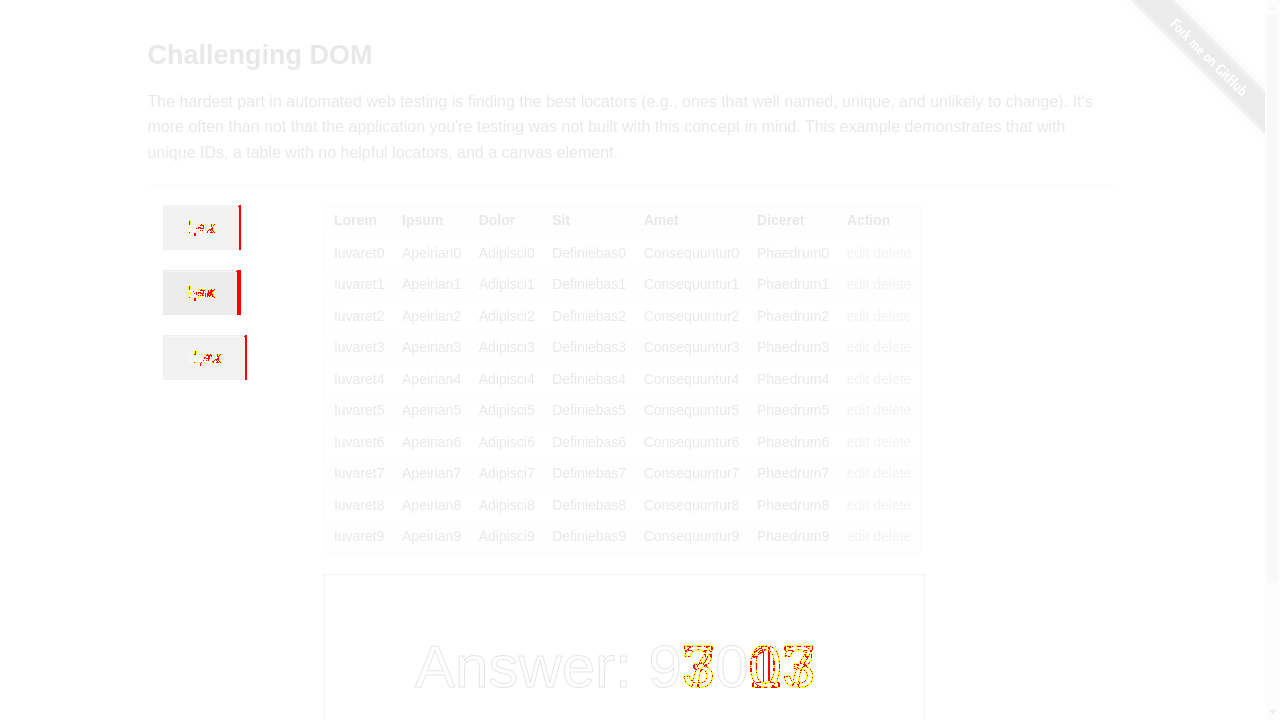 Fork me on GitHub
Challenging DOM
The hardest part in automated web testing is finding the best locators (e.g., ones that well named, unique, and unlikely to change). It's
more often than not that the application you're testing was not built with this concept in mind. This example demonstrates that with
unique IDs, a table with no helpful locators, and a canvas element.
Lorem Ipsum Dolor Sit Amet Diceret Action
Iuvaret0 Apeirian0 Adipisci0 Definiebas0 Consequuntur0 Phaedrum0 edit delete
Iuvaret1 Apeirian1 Adipisci1 Definiebas1 Consequuntur1 Phaedrum1 edit delete
Iuvaret2 Apeirian2 Adipisci2 Definiebas2 Consequuntur2 Phaedrum2 edit delete
Iuvaret3 Apeirian3 Adipisci3 Definiebas3 Consequuntur3 Phaedrum3 edit delete
Iuvaret4 Apeirian4 Adipisci4 Definiebas4 Consequuntur4 Phaedrum4 edit delete
Iuvaret5 Apeirian5 Adipisci5 Definiebas5 Consequuntur5 Phaedrum5 edit delete
Iuvaret6 Apeirian6 Adipisci6 Definiebas6 Consequuntur6 Phaedrum6 edit delete
Iuvaret7 Apeirian7 Adipisci7 Definiebas7 Consequuntur7 Phaedrum7 edit delete
Iuvaret8 Apeirian8 Adipisci8 Definiebas8 Consequuntur8 Phaedrum8 edit delete
Iuvaret9 Apeirian9 Adipisci9 Definiebas9 Consequuntur9 Phaedrum9 edit delete
Answer: